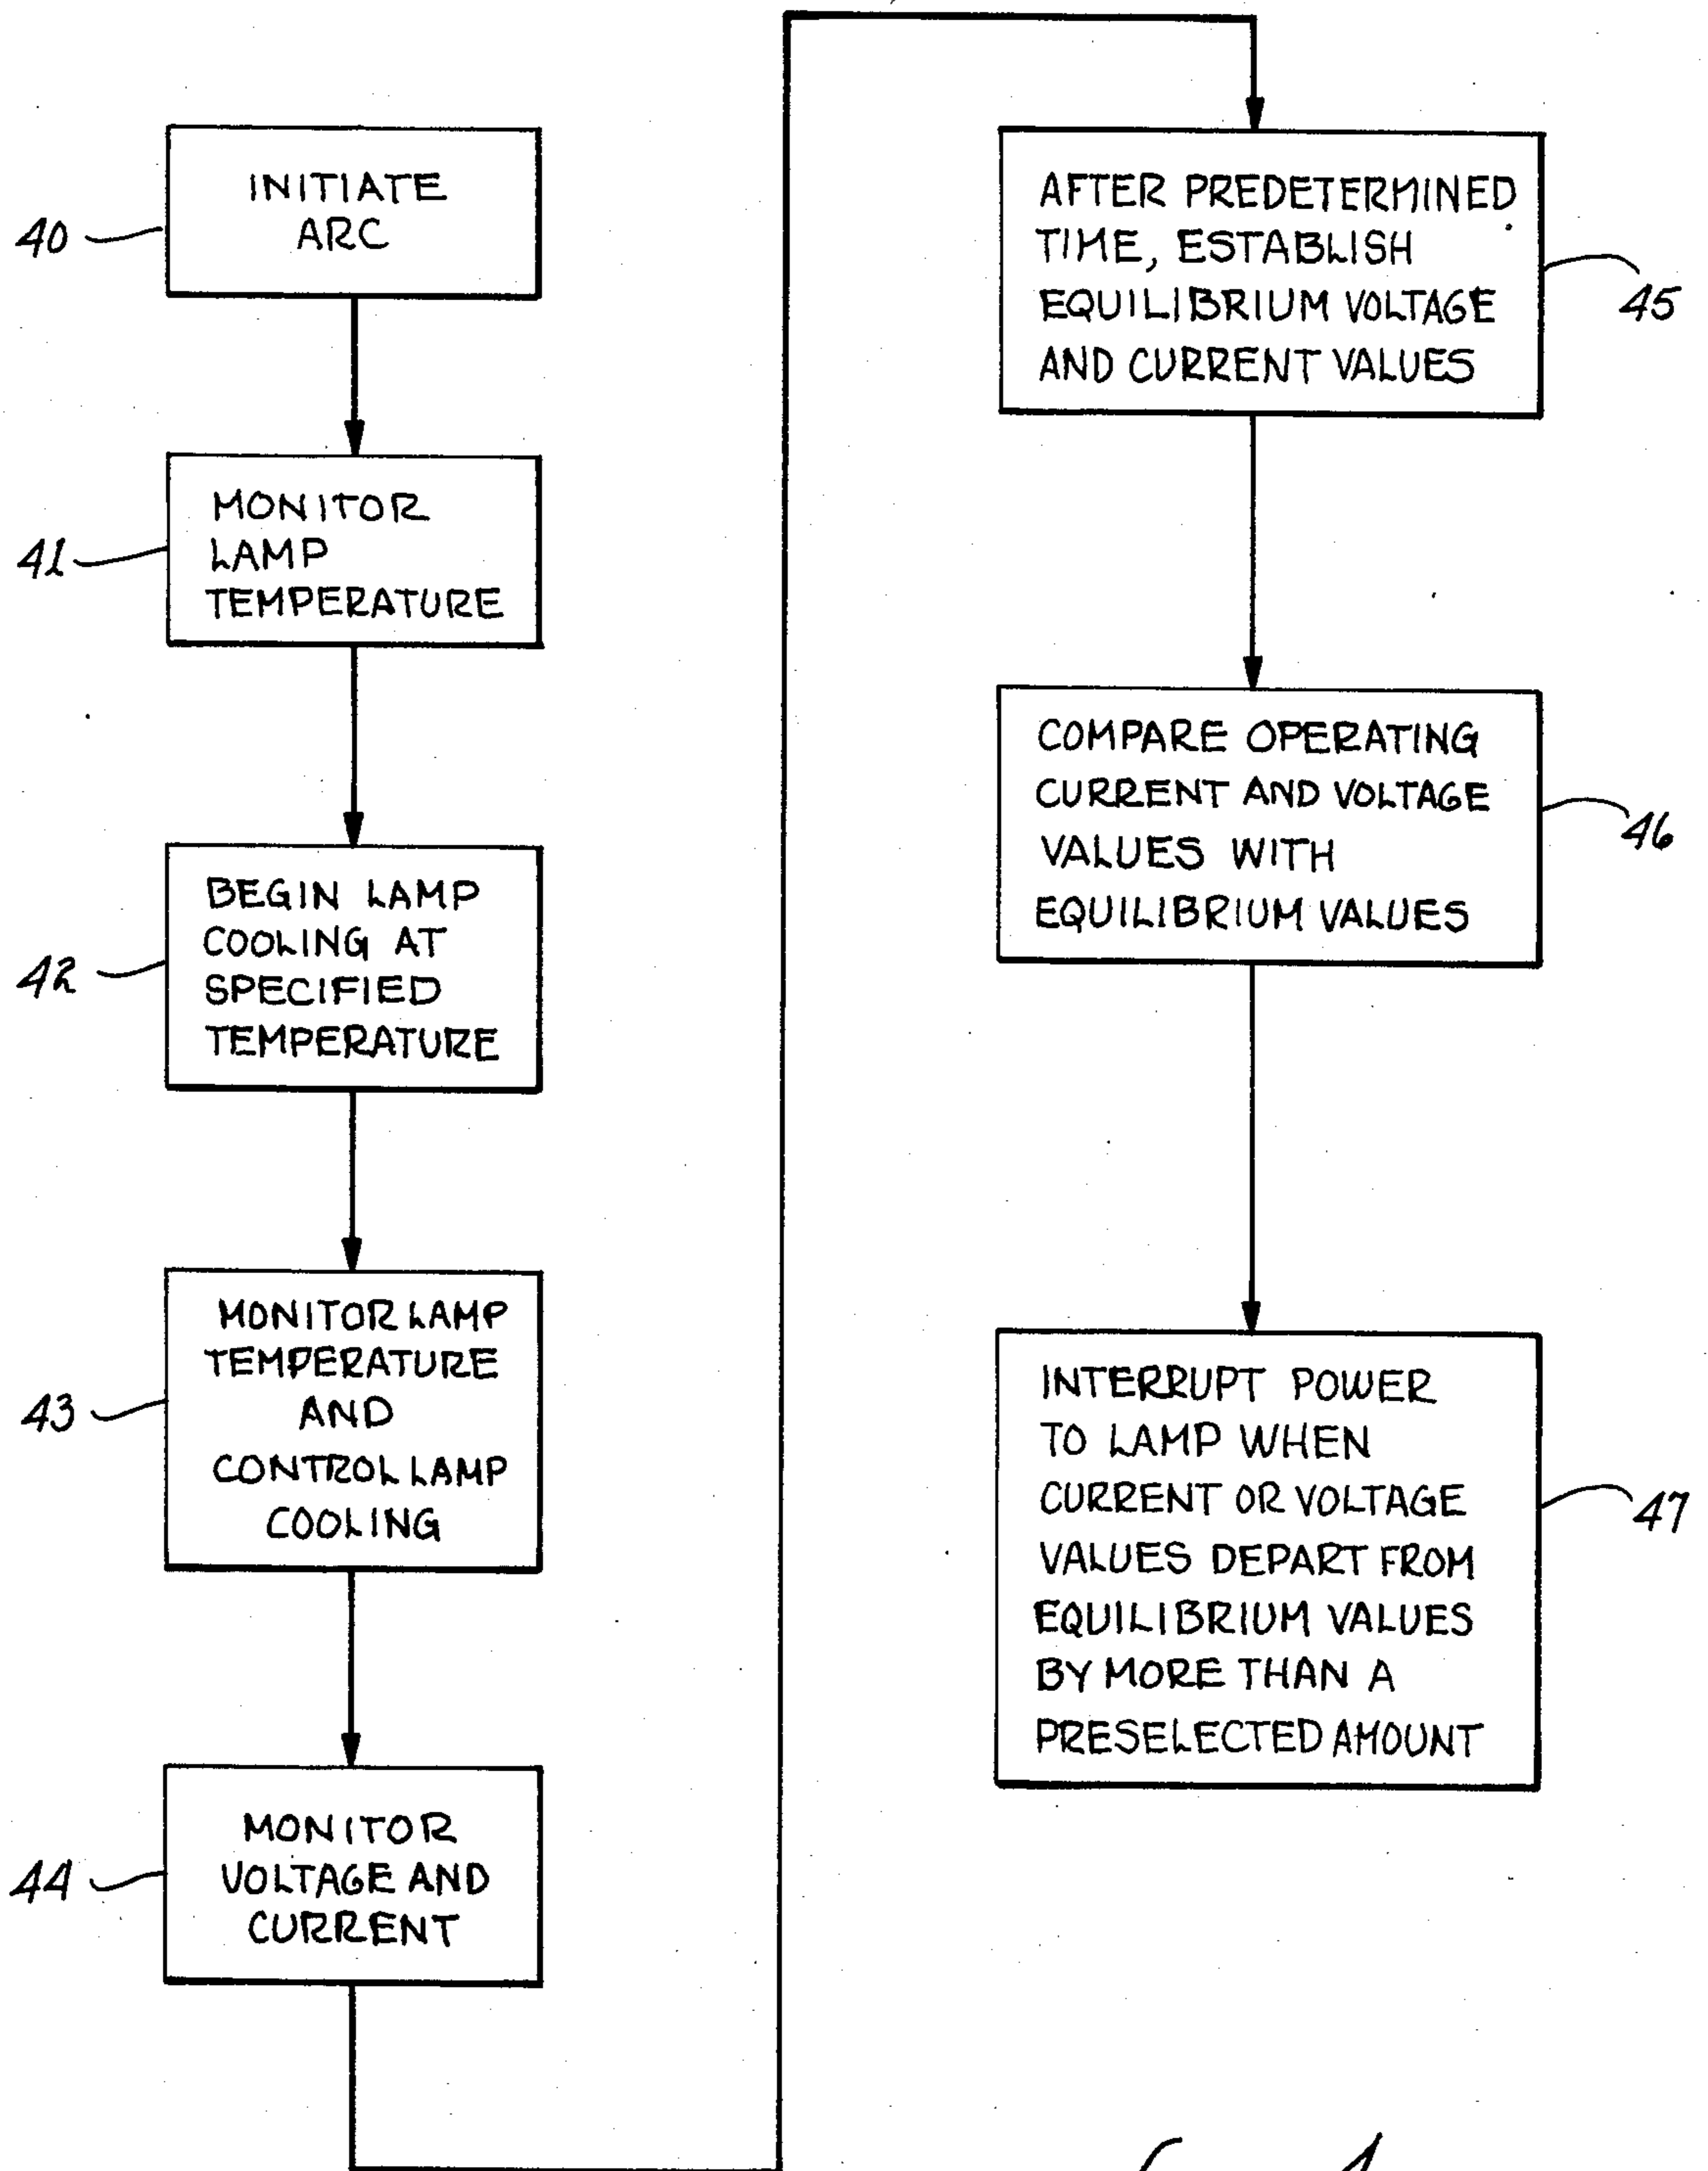 40
INITIATE
ARC
41
MONITOR
LAMP
TEMPERATURE
42
BEGIN LAMP
COOLING AT
SPECIFIED
TEMPERATURE
43
MONITOR LAMP
TEMPERATURE
AND
CONTROL LAMP
COOLING
44
MONITOR
VOLTAGE AND
CURRENT
AFTER PREDETERMINED
TIME, ESTABLISH
EQUILIBRIUM VOLTAGE
AND CURRENT VALUES
45
COMPARE OPERATING
CURRENT AND VOLTAGE
VALUES WITH
EQUILIBRIUM VALUES
46
INTERRUPT POWER
TO LAMP WHEN
CURRENT OR VOLTAGE
VALUES DEPART FROM
EQUILIBRIUM VALUES
BY MORE THAN A
PRESELECTED AMOUNT
47